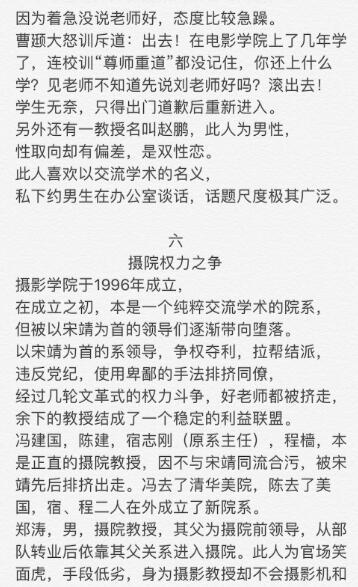 因为着急没说老师好，态度比较急躁。
曹颋大怒训斥道：出去！在电影学院上了几年学
了，连校训“尊师重道”都没记住，你还上什么
学？见老师不知道先说刘老师好吗？滚出去！
学生无奈，只得出门道歉后重新进入。
另外还有一教授名叫赵鹏，此人为男性，
性取向却有偏差，是双性恋。
此人喜欢以交流学术的名义，
私下约男生在办公室谈话，话题尺度极其广泛。
六
摄院权力之争
摄影学院于1996年成立，
在成立之初，本是一个纯粹交流学术的院系，
但被以宋靖为首的领导们逐渐带向堕落。
以宋靖为首的系领导，争权夺利，拉帮结派，
违反党纪，使用卑鄙的手法排挤同僚，
经过几轮文革式的权力斗争，好老师都被挤走，
余下的教授结成了一个稳定的利益联盟。
冯建国，陈建，宿志刚（原系主任），程樯，本
是正直的摄院教授，因不与宋靖同流合污，被宋
靖先后排挤出走。冯去了清华美院，陈去了美
国，宿、程二人在外成立了新院系。
郑涛，男，摄院教授，其父为摄院前领导，从部
队转业后依靠其父关系进入摄院。此人为官场笑
面虎，手段低劣，身为摄影教授却不会摄影机和